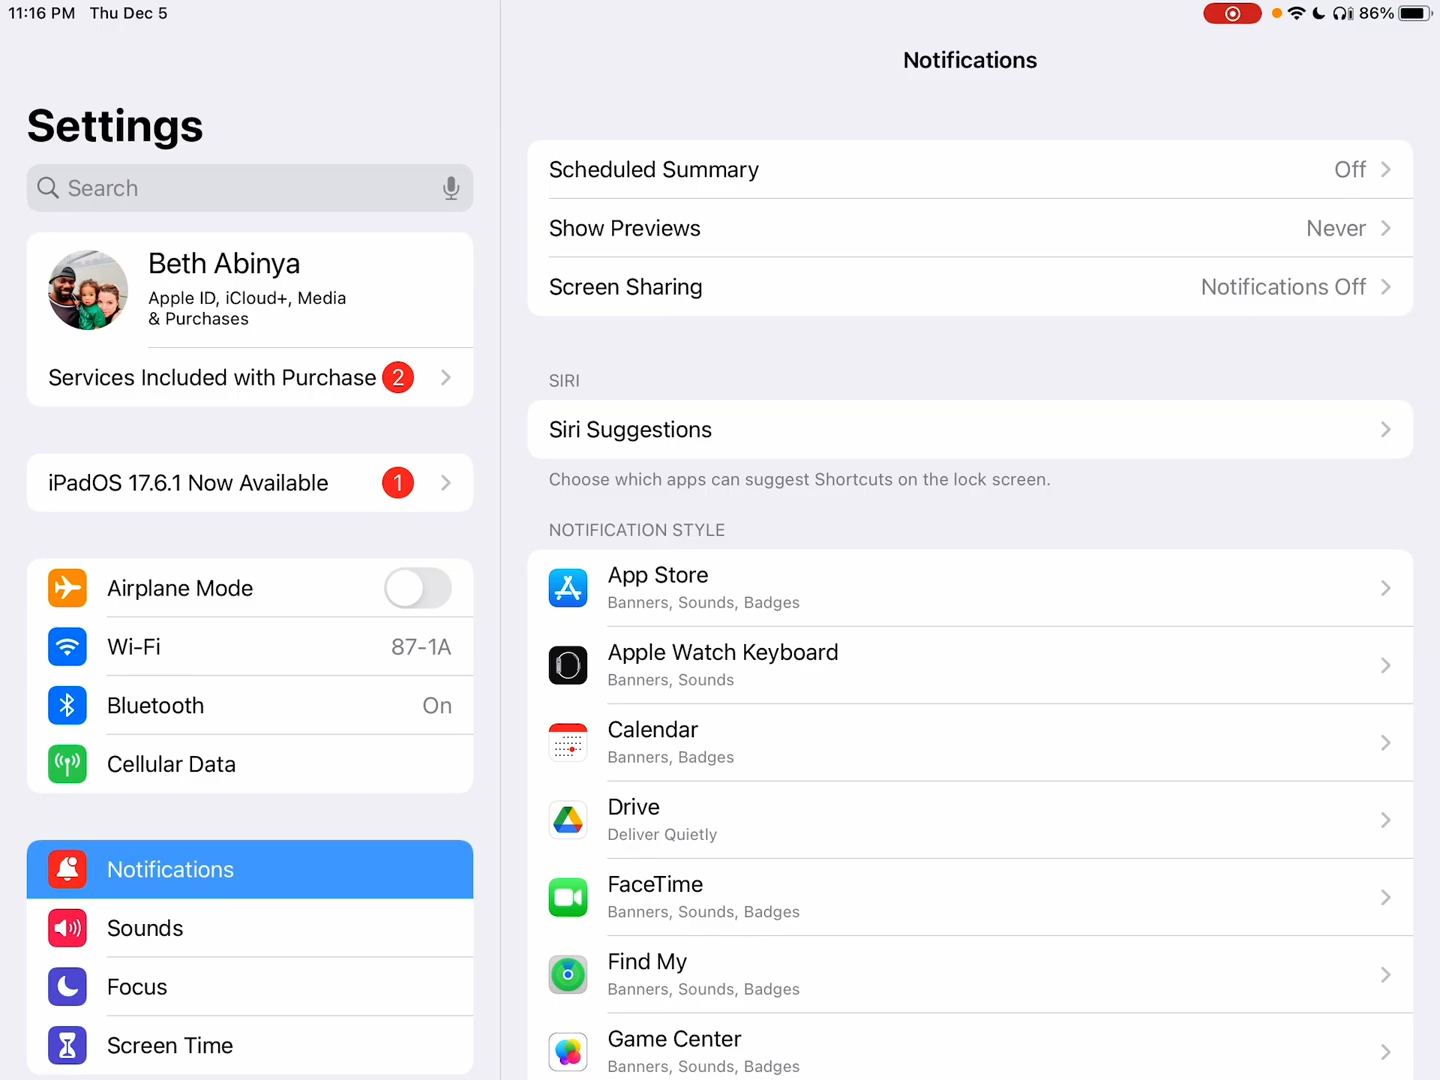 11:16 PM Thu Dec 5
86%
Settings
Search
Beth Abinya
Apple ID, iCloud+, Media
& Purchases
Services Included with Purchase 2
iPadOS 17.6.1 Now Available 1
Airplane Mode
Wi-Fi 87-1A
Bluetooth On
Cellular Data
Notifications
Sounds
Focus
Screen Time
Notifications
Scheduled Summary Off
Show Previews Never
Screen Sharing Notifications Off
SIRI
Siri Suggestions
Choose which apps can suggest Shortcuts on the lock screen.
NOTIFICATION STYLE
App Store
Banners, Sounds, Badges
Apple Watch Keyboard
Banners, Sounds
Calendar
Banners, Badges
Drive
Deliver Quietly
FaceTime
Banners, Sounds, Badges
Find My
Banners, Sounds, Badges
Game Center
Banners, Sounds, Badges